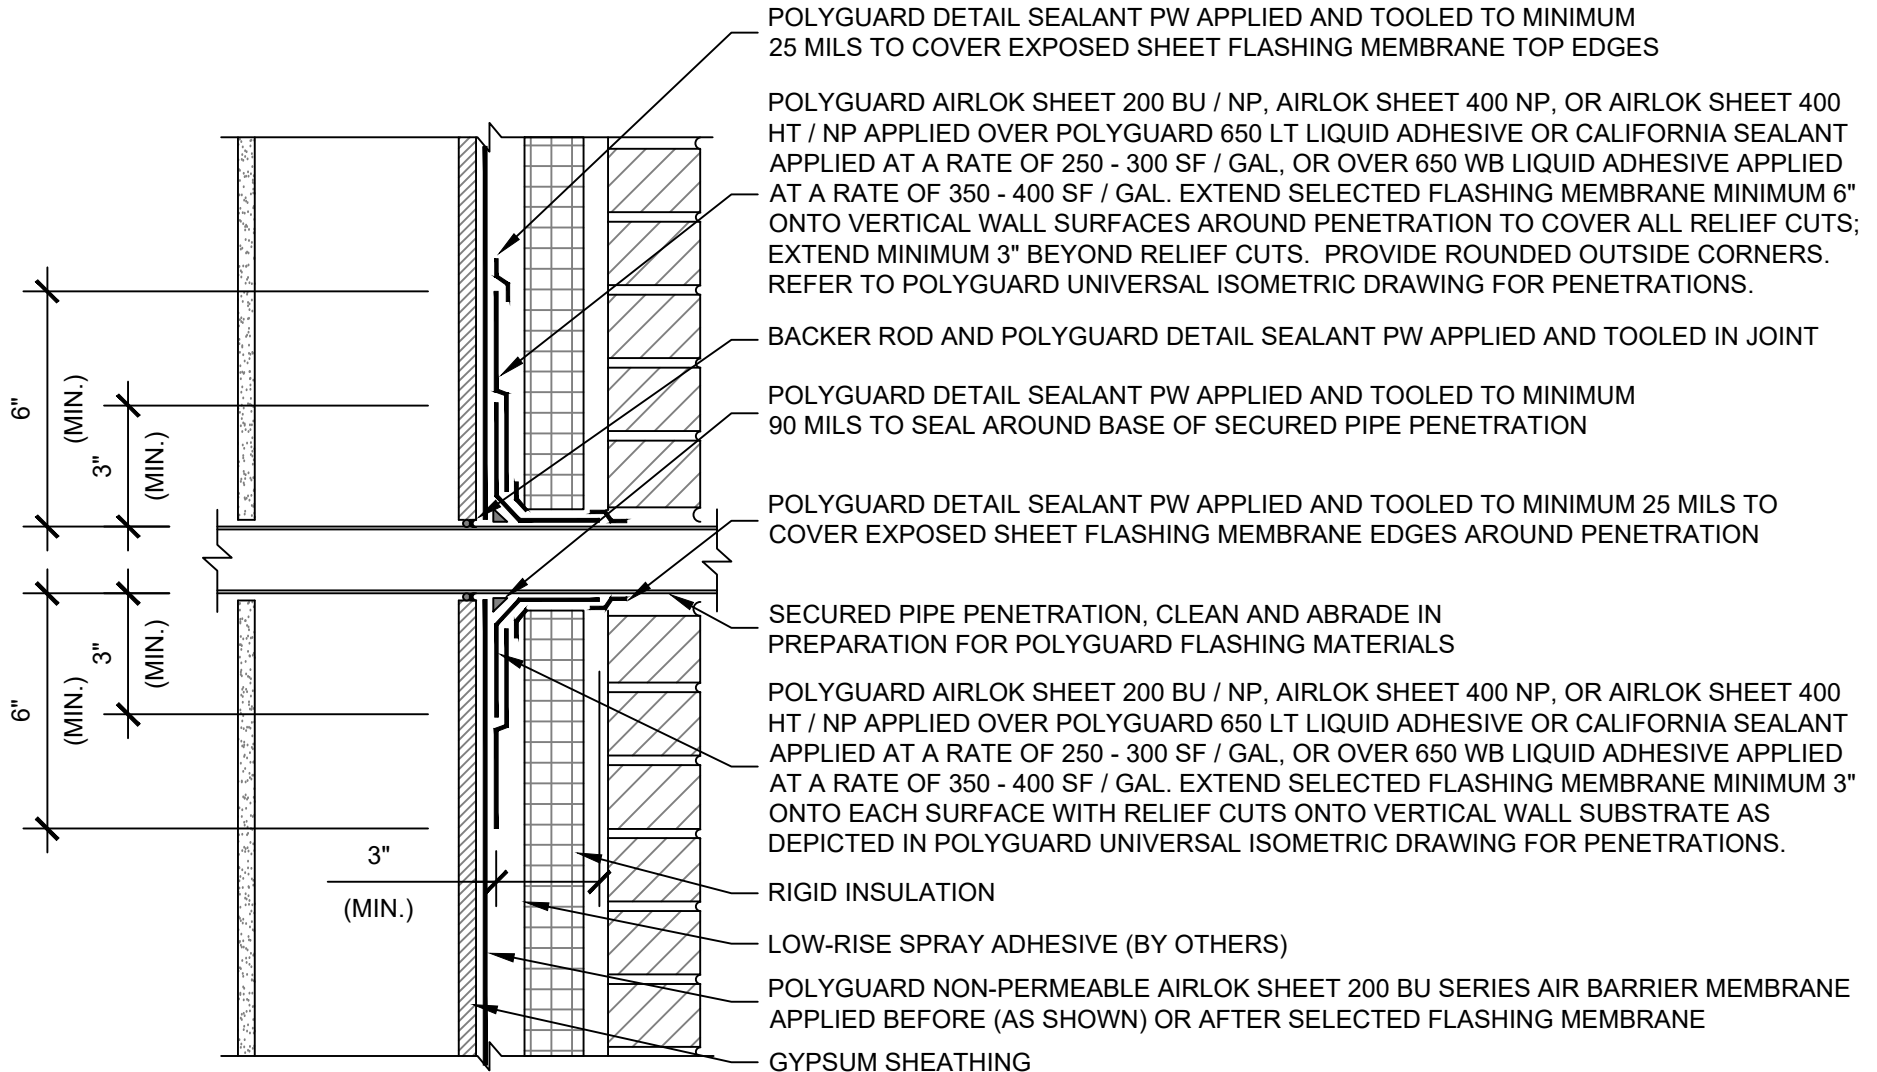 POLYGUARD DETAIL SEALANT PW APPLIED AND TOOLED TO MINIMUM
25 MILS TO COVER EXPOSED SHEET FLASHING MEMBRANE TOP EDGES
POLYGUARD AIRLOK SHEET 200 BU / NP, AIRLOK SHEET 400 NP, OR AIRLOK SHEET 400
HT / NP APPLIED OVER POLYGUARD 650 LT LIQUID ADHESIVE OR CALIFORNIA SEALANT
APPLIED AT A RATE OF 250 - 300 SF / GAL, OR OVER 650 WB LIQUID ADHESIVE APPLIED
AT A RATE OF 350 - 400 SF / GAL. EXTEND SELECTED FLASHING MEMBRANE MINIMUM 6"
ONTO VERTICAL WALL SURFACES AROUND PENETRATION TO COVER ALL RELIEF CUTS;
EXTEND MINIMUM 3" BEYOND RELIEF CUTS. PROVIDE ROUNDED OUTSIDE CORNERS.
REFER TO POLYGUARD UNIVERSAL ISOMETRIC DRAWING FOR PENETRATIONS.
BACKER ROD AND POLYGUARD DETAIL SEALANT PW APPLIED AND TOOLED IN JOINT
POLYGUARD DETAIL SEALANT PW APPLIED AND TOOLED TO MINIMUM
90 MILS TO SEAL AROUND BASE OF SECURED PIPE PENETRATION
POLYGUARD DETAIL SEALANT PW APPLIED AND TOOLED TO MINIMUM 25 MILS TO
COVER EXPOSED SHEET FLASHING MEMBRANE EDGES AROUND PENETRATION
SECURED PIPE PENETRATION, CLEAN AND ABRADE IN
PREPARATION FOR POLYGUARD FLASHING MATERIALS
POLYGUARD AIRLOK SHEET 200 BU / NP, AIRLOK SHEET 400 NP, OR AIRLOK SHEET 400
HT / NP APPLIED OVER POLYGUARD 650 LT LIQUID ADHESIVE OR CALIFORNIA SEALANT
APPLIED AT A RATE OF 250 - 300 SF / GAL, OR OVER 650 WB LIQUID ADHESIVE APPLIED
AT A RATE OF 350 - 400 SF / GAL. EXTEND SELECTED FLASHING MEMBRANE MINIMUM 3"
ONTO EACH SURFACE WITH RELIEF CUTS ONTO VERTICAL WALL SUBSTRATE AS
DEPICTED IN POLYGUARD UNIVERSAL ISOMETRIC DRAWING FOR PENETRATIONS.
RIGID INSULATION
LOW-RISE SPRAY ADHESIVE (BY OTHERS)
POLYGUARD NON-PERMEABLE AIRLOK SHEET 200 BU SERIES AIR BARRIER MEMBRANE
APPLIED BEFORE (AS SHOWN) OR AFTER SELECTED FLASHING MEMBRANE
GYPSUM SHEATHING
6"
(MIN.)
3"
(MIN.)
3"
(MIN.)
6"
(MIN.)
3"
(MIN.)